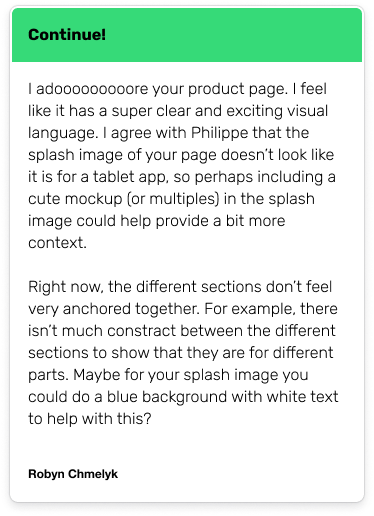 Continue!
I adooooooooore your product page. I feel
like it has a super clear and exciting visual
language. I agree with Philippe that the
splash image of your page doesn't look like
it is for a tablet app, so perhaps including a
cute mockup (or multiples) in the splash
image could help provide a bit more
context.
Right now, the different sections don't feel
very anchored together. For example, there
isn't much constract between the different
sections to show that they are for different
parts. Maybe for your splash image you
could do a blue background with white text
to help with this?
Robyn Chmelyk